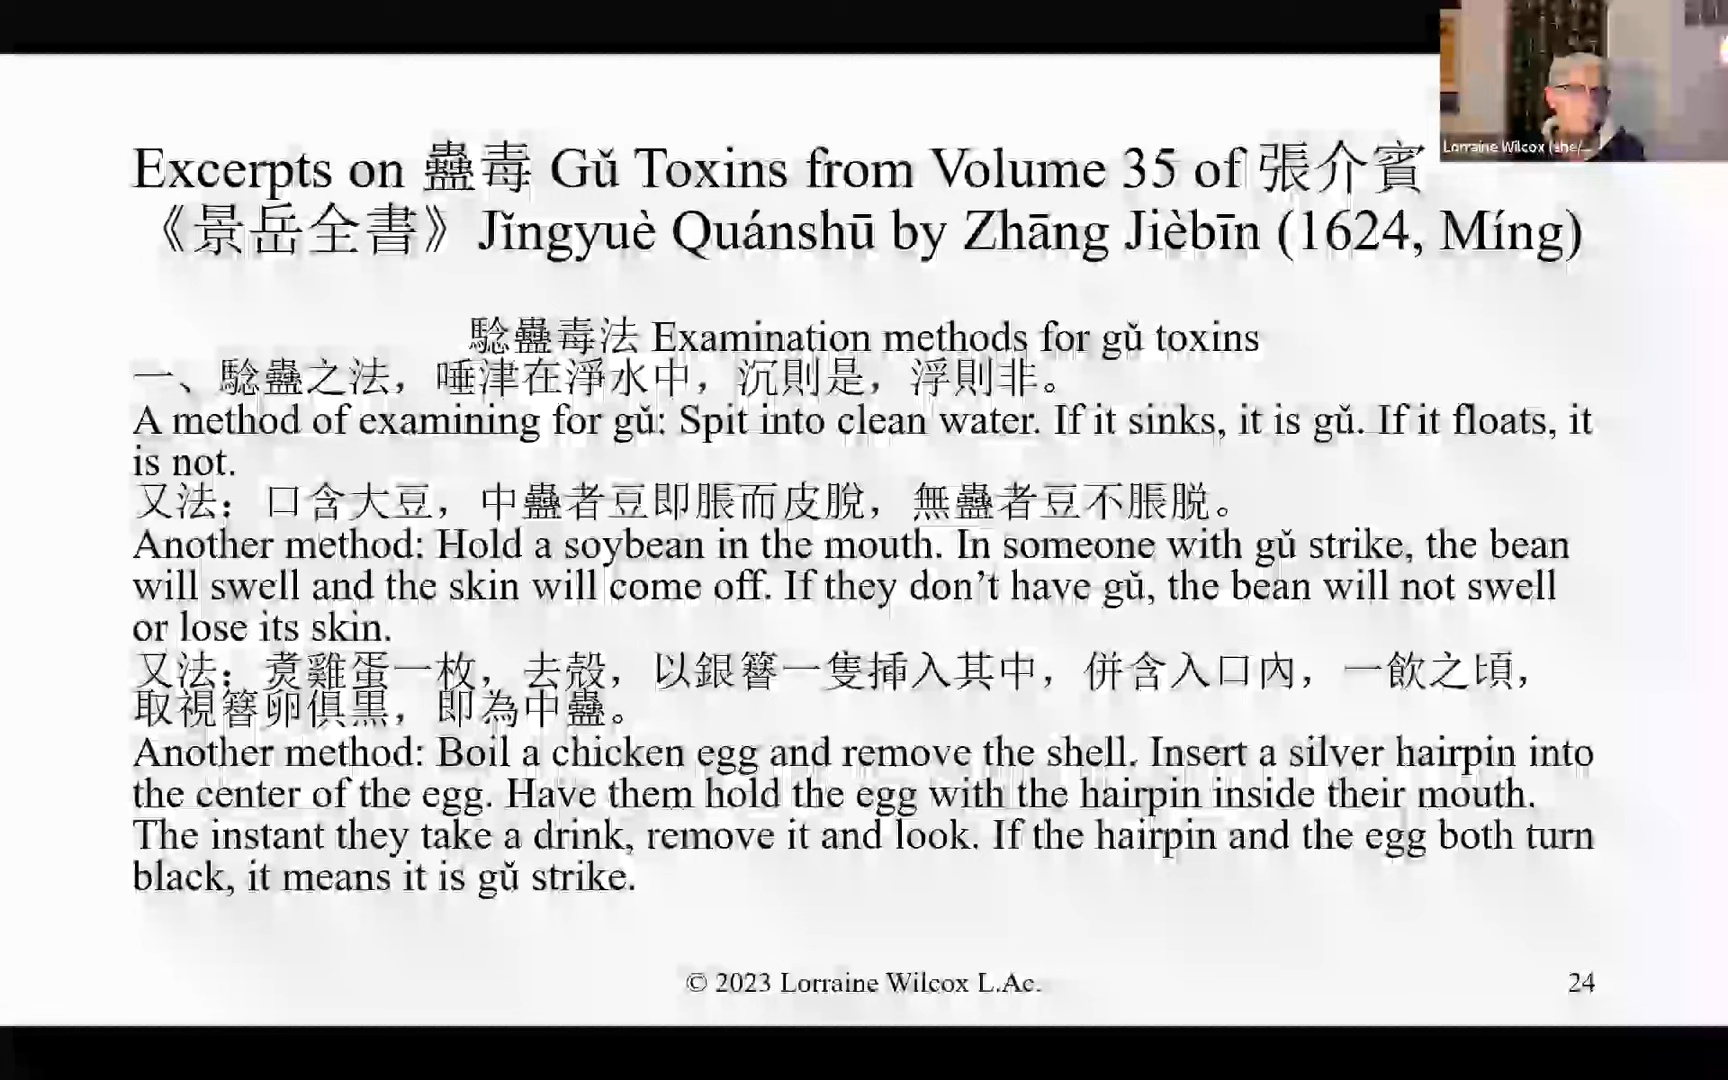 Lorraine Wilcox (she/...
Excerpts on 蠱毒 Gǔ Toxins from Volume 35 of 張介賓
《景岳全書》 Jǐngyuè Quánshū by Zhāng Jièbīn (1624, Míng)
驗蠱毒法 Examination methods for gǔ toxins
一、驗蠱之法，唾津在淨水中，沉則是，浮則非。
A method of examining for gǔ: Spit into clean water. If it sinks, it is gǔ. If it floats, it
is not.
又法：口含大豆，中蠱者豆即脹而皮脫，無蠱者豆不脹脫。
Another method: Hold a soybean in the mouth. In someone with gǔ strike, the bean
will swell and the skin will come off. If they don’t have gǔ, the bean will not swell
or lose its skin.
又法：煮雞蛋一枚，去殼，以銀簪一隻挿入其中，併含入口內，一飲之頃，
取視簪卵俱黑，即為中蠱。
Another method: Boil a chicken egg and remove the shell. Insert a silver hairpin into
the center of the egg. Have them hold the egg with the hairpin inside their mouth.
The instant they take a drink, remove it and look. If the hairpin and the egg both turn
black, it means it is gǔ strike.
© 2023 Lorraine Wilcox L.Ac.
24